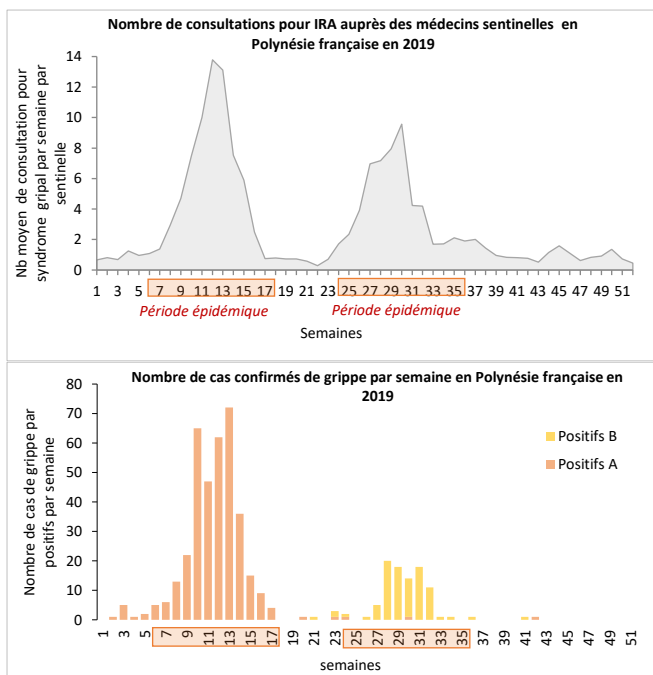 Nombre de consultations pour IRA auprès des médecins sentinelles en
Polynésie française en 2019
Nb moyen de consultation pour
syndrome gripal par semaine par
sentinelle
14
12
10
8
6
4
2
0
1 3 5 7 9 11 13 15 17 19 21 23 25 27 29 31 33 35 37 39 41 43 45 47 49 51
Période épidémique Période épidémique
Semaines
Nombre de cas confirmés de grippe par semaine en Polynésie française en
2019
Nombre de cas de grippe par
positifs par semaine
80
70
60
50
40
30
20
10
0
Positifs B
Positifs A
1 3 5 7 9 11 13 15 17 19 21 23 25 27 29 31 33 35 37 39 41 43 45 47 49 51
semaines